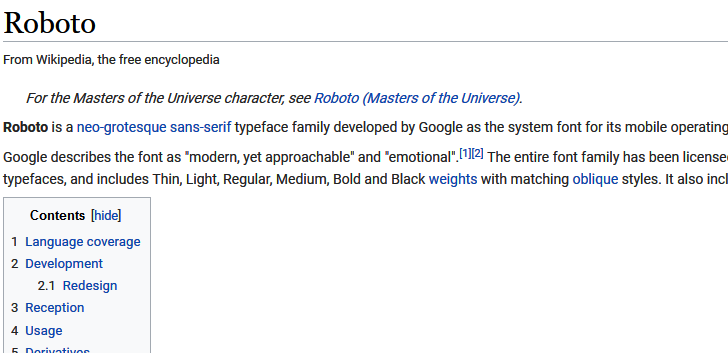 Roboto
From Wikipedia, the free encyclopedia
For the Masters of the Universe character, see Roboto (Masters of the Universe).
Roboto is a neo-grotesque sans-serif typeface family developed by Google as the system font for its mobile operating
Google describes the font as "modern, yet approachable" and "emotional".[1][2] The entire font family has been
typefaces, and includes Thin, Light, Regular, Medium, Bold and Black weights with matching oblique styles. It also
Contents [hide]
1 Language coverage
2 Development
2.1 Redesign
3 Reception
4 Usage
5 Derivatives